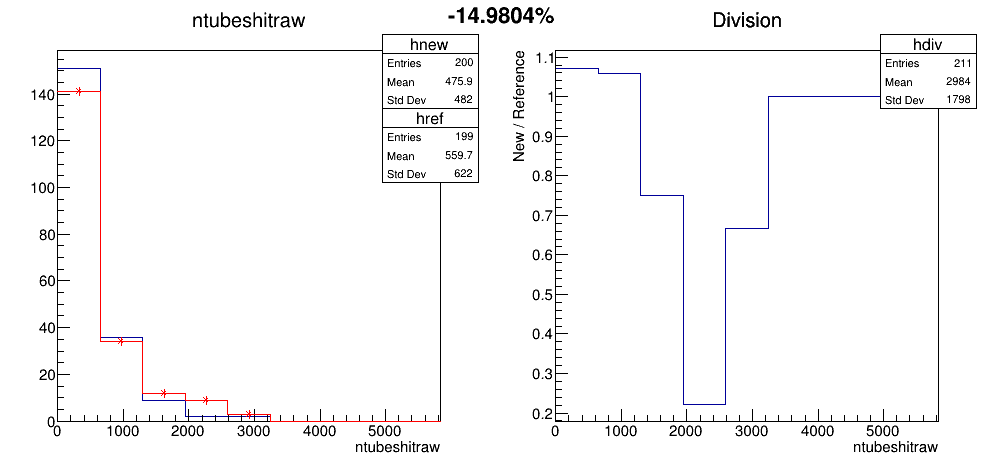 -14.9804%
ntubeshitraw
hnew
Entries 200
Mean 475.9
Std Dev 482
href
Entries 199
Mean 559.7
Std Dev 622
140
120
100
80
60
40
20
0
0 1000 2000 3000 4000 5000
ntubeshitraw
Division
hdiv
Entries 211
Mean 2984
Std Dev 1798
New / Reference
1.1
1
0.9
0.8
0.7
0.6
0.5
0.4
0.3
0.2
0 1000 2000 3000 4000 5000
ntubeshitraw